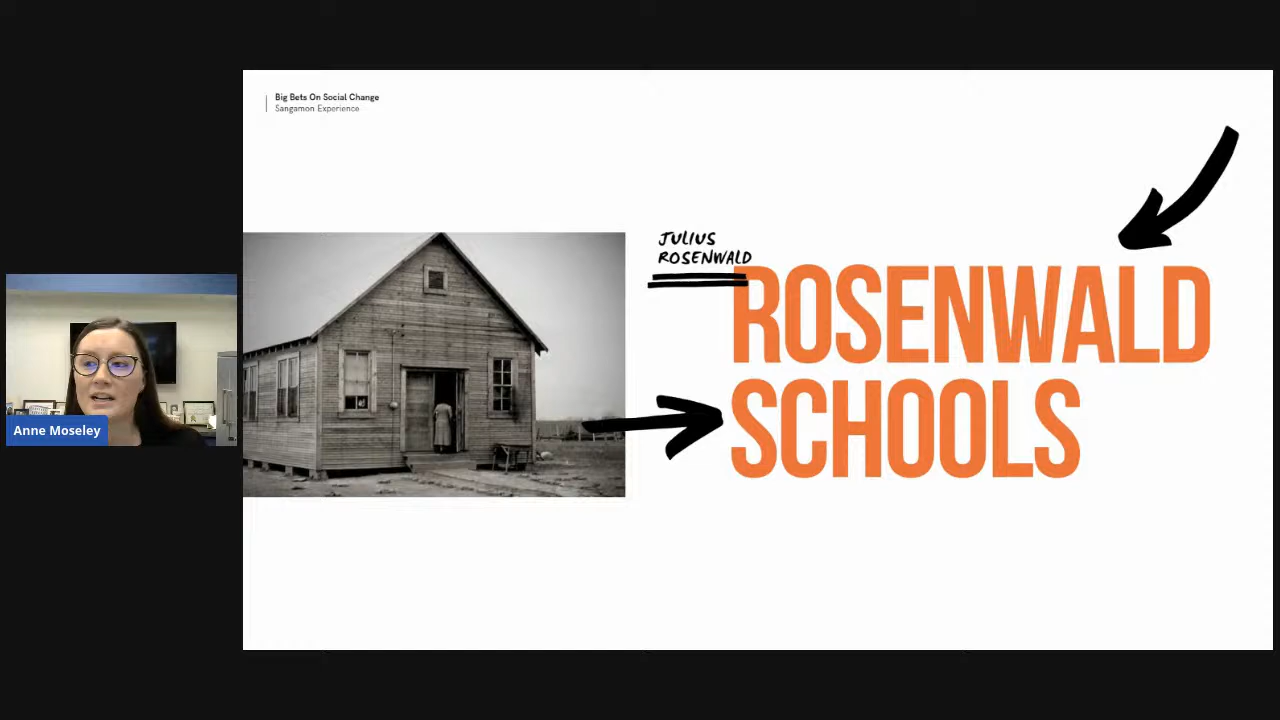 Big Bets On Social Change
Sangamon Experience
JULIUS
ROSENWALD
ROSENWALD
SCHOOLS
Anne Moseley